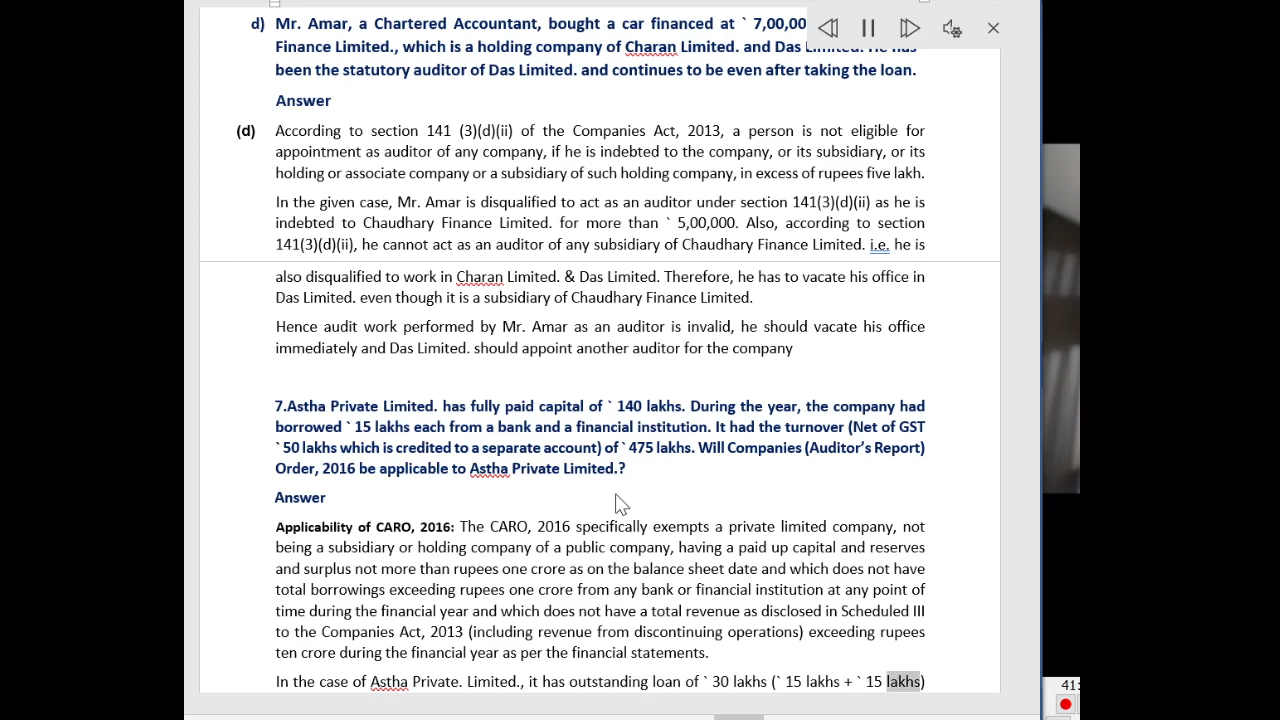 d) Mr. Amar, a Chartered Accountant, bought a car financed at ` 7,00,00
Finance Limited., which is a holding company of Charan Limited. and Das Limited. He has
been the statutory auditor of Das Limited. and continues to be even after taking the loan.
Answer
(d) According to section 141 (3)(d)(ii) of the Companies Act, 2013, a person is not eligible for
appointment as auditor of any company, if he is indebted to the company, or its subsidiary, or its
holding or associate company or a subsidiary of such holding company, in excess of rupees five lakh.
In the given case, Mr. Amar is disqualified to act as an auditor under section 141(3)(d)(ii) as he is
indebted to Chaudhary Finance Limited. for more than ` 5,00,000. Also, according to section
141(3)(d)(ii), he cannot act as an auditor of any subsidiary of Chaudhary Finance Limited. i.e. he is
also disqualified to work in Charan Limited. & Das Limited. Therefore, he has to vacate his office in
Das Limited. even though it is a subsidiary of Chaudhary Finance Limited.
Hence audit work performed by Mr. Amar as an auditor is invalid, he should vacate his office
immediately and Das Limited. should appoint another auditor for the company
7.Astha Private Limited. has fully paid capital of ` 140 lakhs. During the year, the company had
borrowed ` 15 lakhs each from a bank and a financial institution. It had the turnover (Net of GST
` 50 lakhs which is credited to a separate account) of ` 475 lakhs. Will Companies (Auditor's Report)
Order, 2016 be applicable to Astha Private Limited.?
Answer
Applicability of CARO, 2016: The CARO, 2016 specifically exempts a private limited company, not
being a subsidiary or holding company of a public company, having a paid up capital and reserves
and surplus not more than rupees one crore as on the balance sheet date and which does not have
total borrowings exceeding rupees one crore from any bank or financial institution at any point of
time during the financial year and which does not have a total revenue as disclosed in Scheduled III
to the Companies Act, 2013 (including revenue from discontinuing operations) exceeding rupees
ten crore during the financial year as per the financial statements.
In the case of Astha Private. Limited., it has outstanding loan of ` 30 lakhs (` 15 lakhs + ` 15 lakhs)
41: